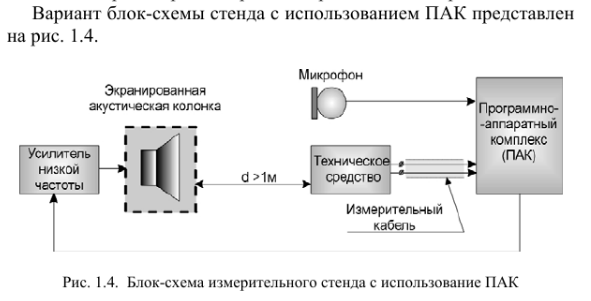 Вариант блок-схемы стенда с использованием ПАК представлен
на рис. 1.4.
Микрофон
Экранированная
акустическая колонка
Программно-
-аппаратный
комплекс
(ПАК)
Усилитель
низкой
частоты
d >1м
Техническое
средство
Измерительный
кабель
Рис. 1.4. Блок-схема измерительного стенда с использование ПАК